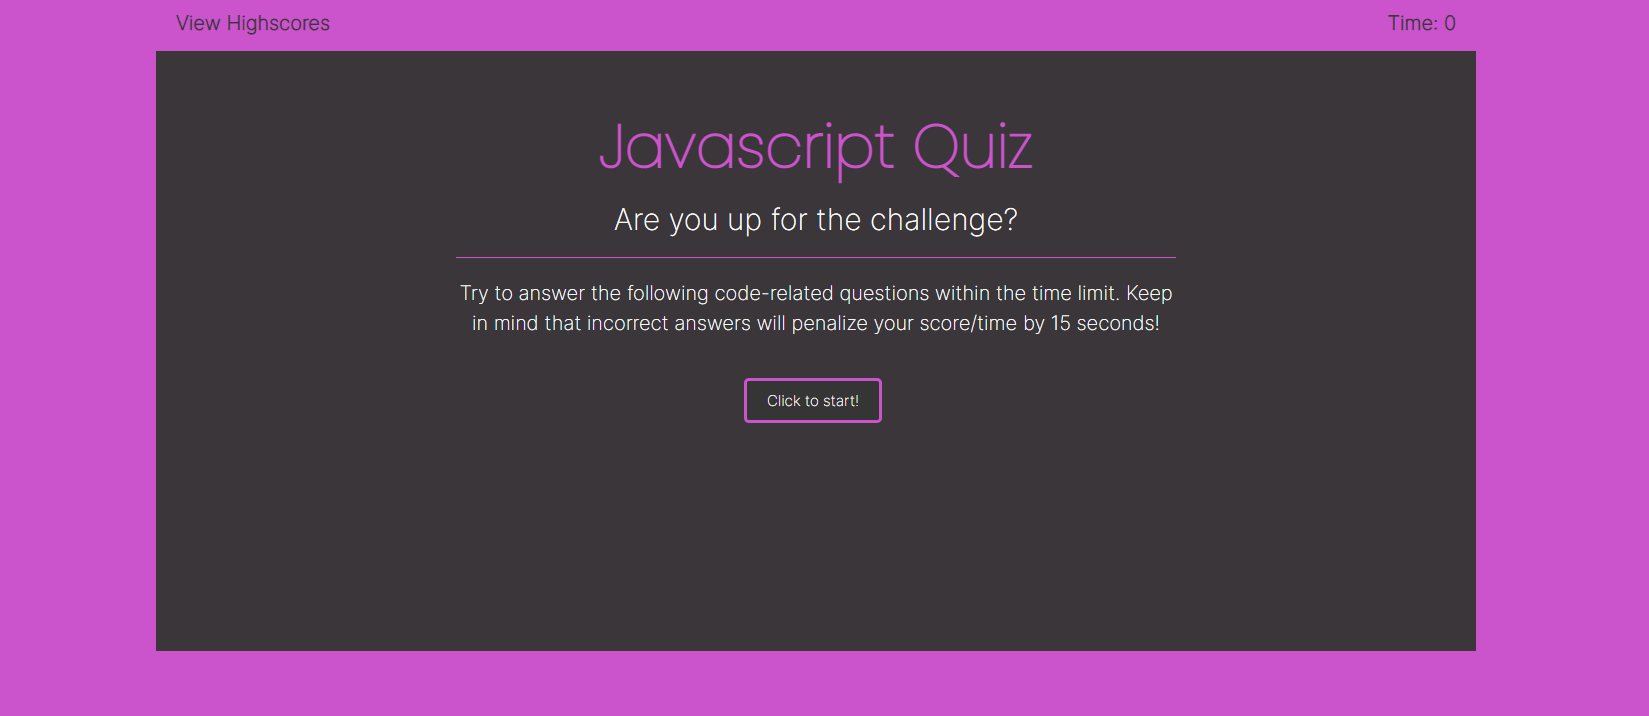 View Highscores
Time: 0
Javascript Quiz
Are you up for the challenge?
Try to answer the following code-related questions within the time limit. Keep
in mind that incorrect answers will penalize your score/time by 15 seconds!
Click to start!